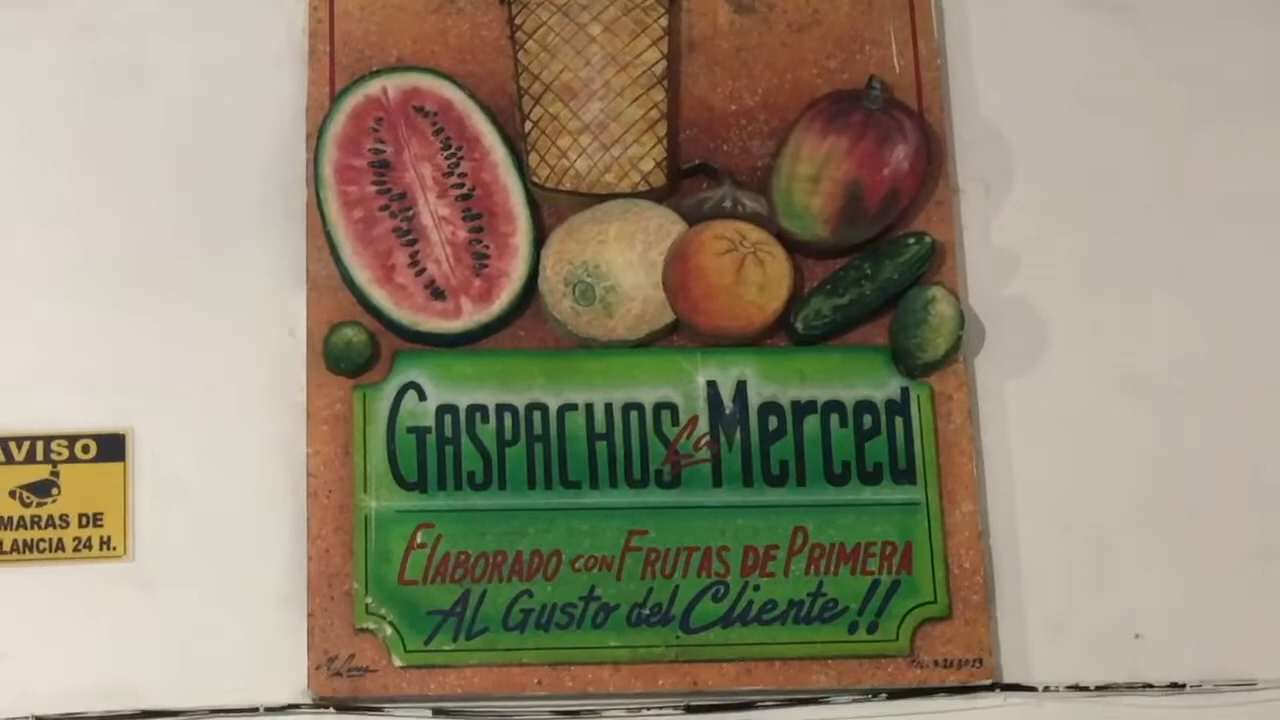 GASPACHOS La Merced
ELABORADO CON FRUTAS DE PRIMERA
AL Gusto del Cliente!!
AVISO
MARAS DE
LANCIA 24 H.